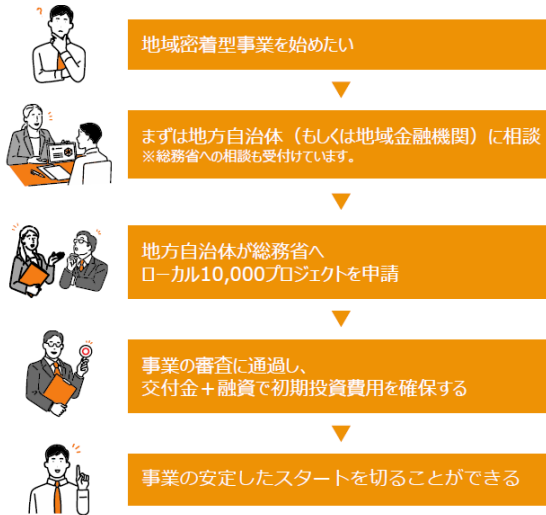 地域密着型事業を始めたい
まずは地方自治体（もしくは地域金融機関）に相談
※総務省への相談も受付けています。
地方自治体が総務省へ
ローカル10,000プロジェクトを申請
事業の審査に通過し、
交付金＋融資で初期投資費用を確保する
事業の安定したスタートを切ることができる